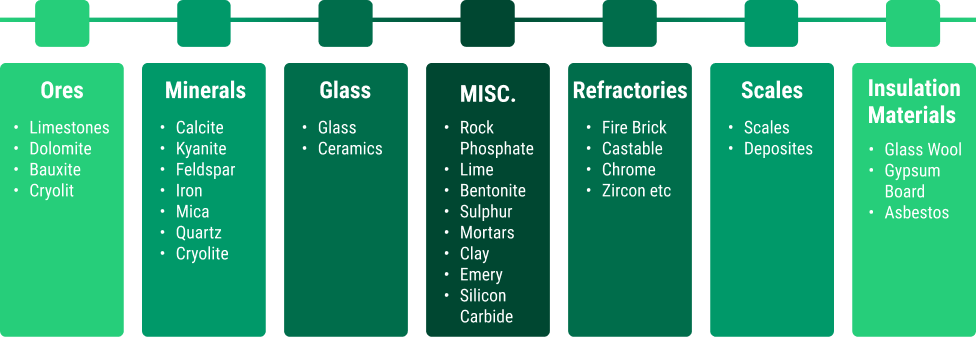 Ores
• Limestones
• Dolomite
• Bauxite
• Cryolit
Minerals
• Calcite
• Kyanite
• Feldspar
• Iron
• Mica
• Quartz
• Cryolite
Glass
• Glass
• Ceramics
MISC.
• Rock
Phosphate
• Lime
• Bentonite
• Sulphur
• Mortars
• Clay
• Emery
• Silicon
Carbide
Refractories
• Fire Brick
• Castable
• Chrome
• Zircon etc
Scales
• Scales
• Deposites
Insulation
Materials
• Glass Wool
• Gypsum
Board
• Asbestos